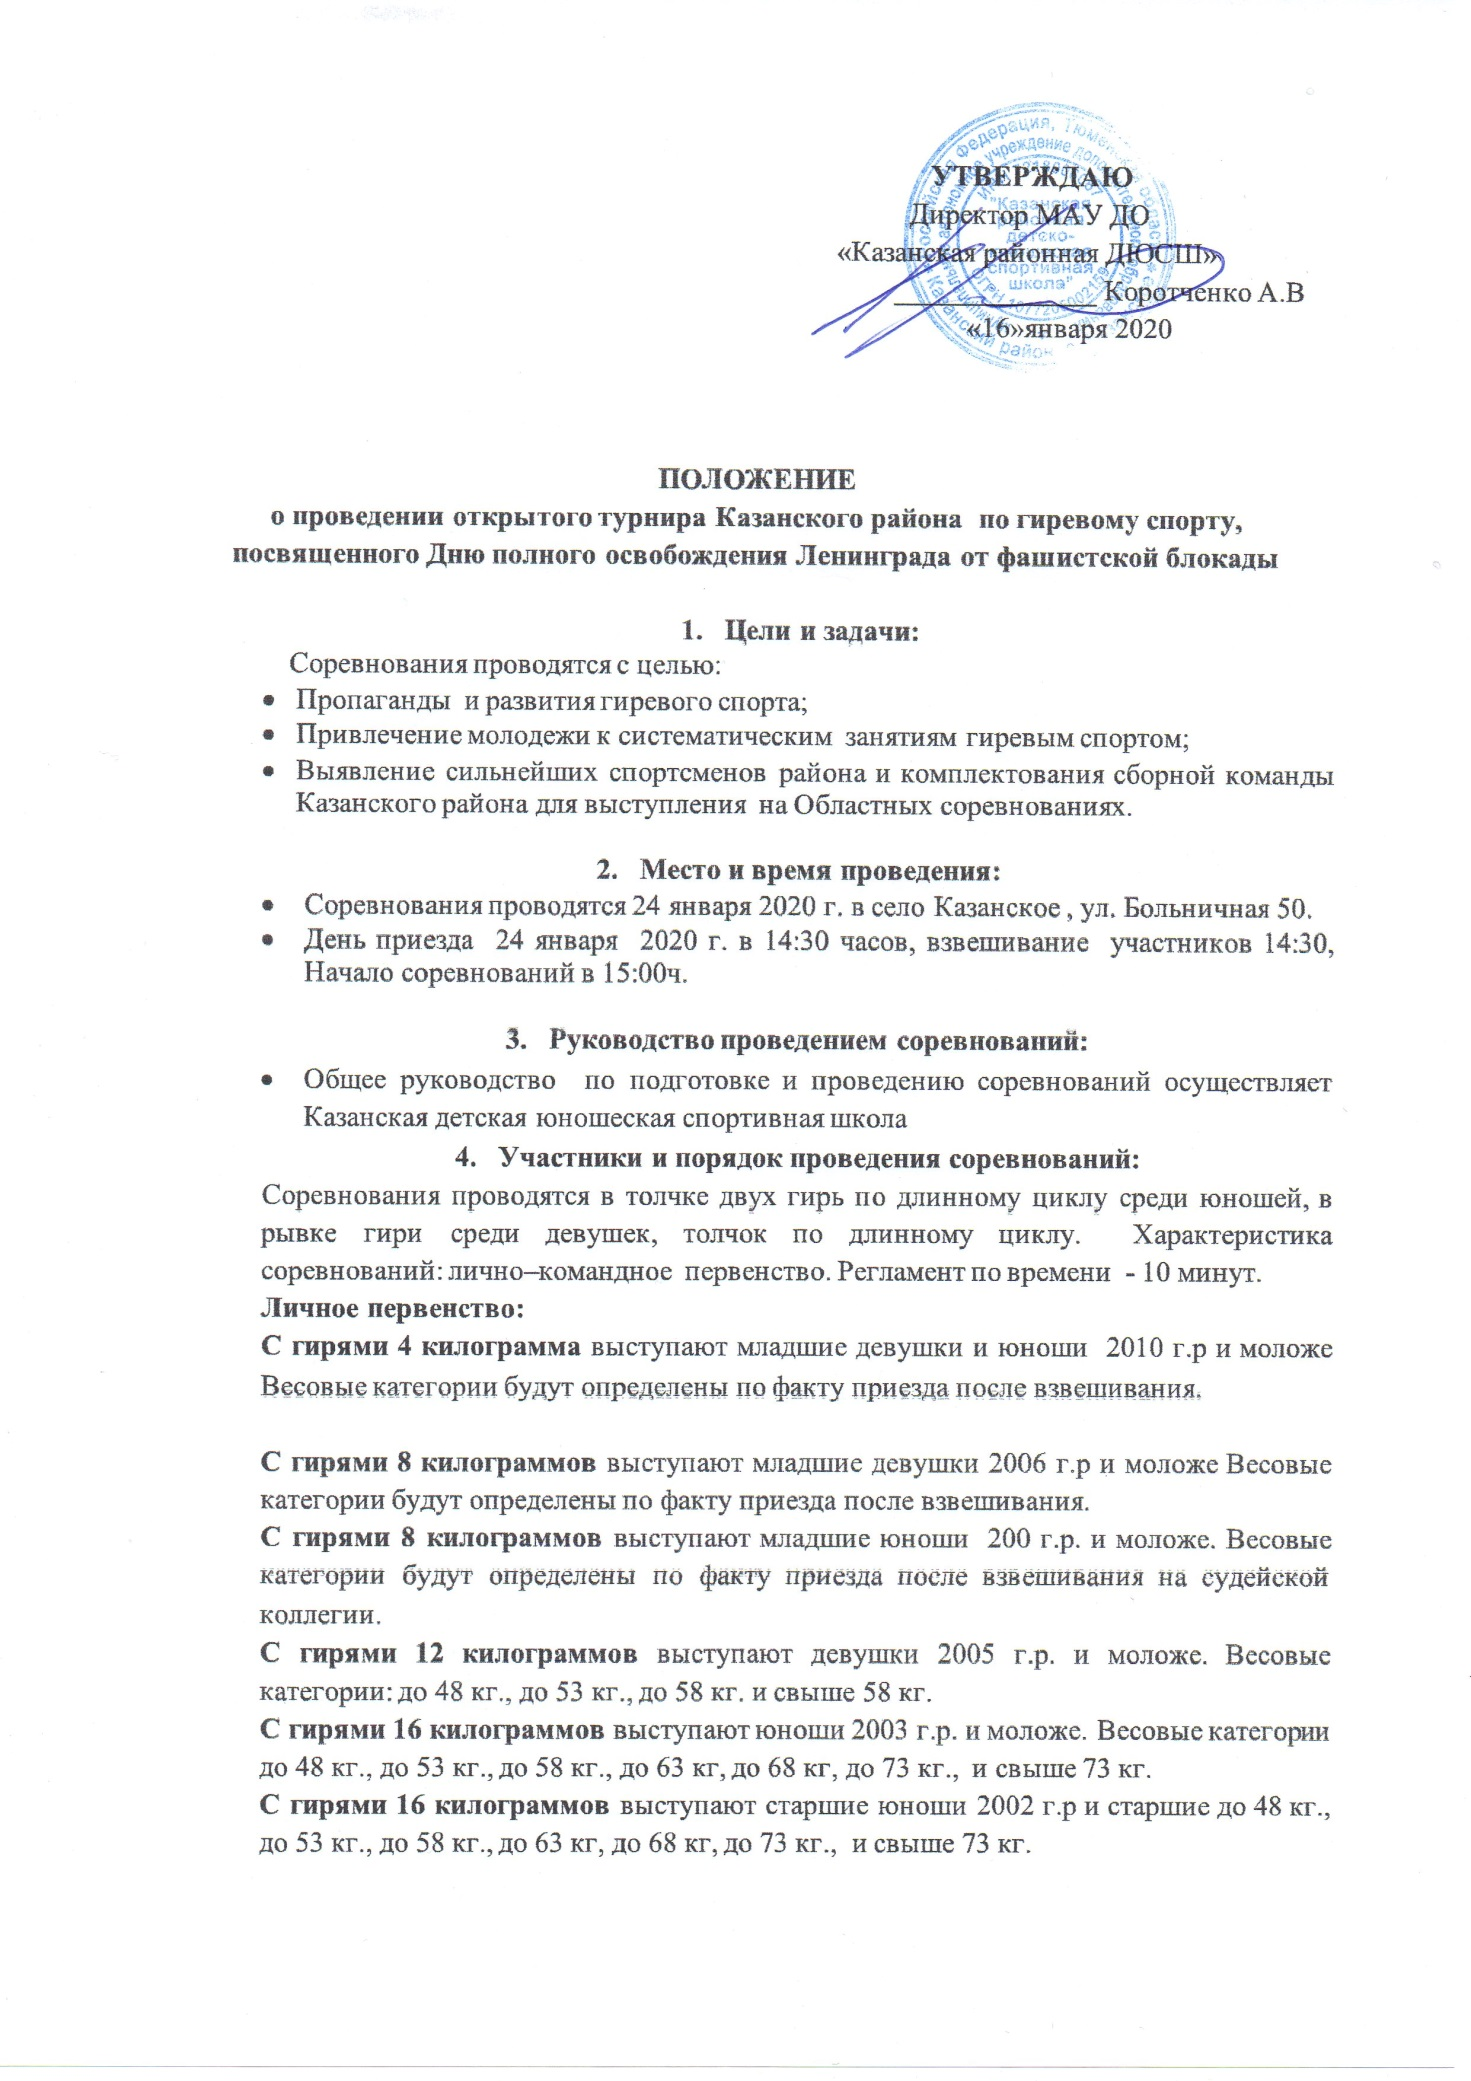 УТВЕРЖДАЮ
Директор МАУ ДО
«Казанская районная ДЮСШ»
Коротченко А.В
«16»января 2020
ПОЛОЖЕНИЕ
о проведении открытого турнира Казанского района по гиревому спорту,
посвященного Дню полного освобождения Ленинграда от фашистской блокады
1. Цели и задачи:
Соревнования проводятся с целью:
• Пропаганды и развития гиревого спорта;
• Привлечение молодежи к систематическим занятиям гиревым спортом;
• Выявление сильнейших спортсменов района и комплектования сборной команды
Казанского района для выступления на Областных соревнованиях.
2. Место и время проведения:
• Соревнования проводятся 24 января 2020 г. в село Казанское , ул. Больничная 50.
• День приезда 24 января 2020 г. в 14:30 часов, взвешивание участников 14:30,
Начало соревнований в 15:00ч.
3. Руководство проведением соревнований:
• Общее руководство по подготовке и проведению соревнований осуществляет
Казанская детская юношеская спортивная школа
4. Участники и порядок проведения соревнований:
Соревнования проводятся в толчке двух гирь по длинному циклу среди юношей, в
рывке гири среди девушек, толчок по длинному циклу. Характеристика
соревнований: лично–командное первенство. Регламент по времени - 10 минут.
Личное первенство:
С гирями 4 килограмма выступают младшие девушки и юноши 2010 г.р и моложе
Весовые категории будут определены по факту приезда после взвешивания.
С гирями 8 килограммов выступают младшие девушки 2006 г.р и моложе Весовые
категории будут определены по факту приезда после взвешивания.
С гирями 8 килограммов выступают младшие юноши 200 г.р. и моложе. Весовые
категории будут определены по факту приезда после взвешивания на судейской
коллегии.
С гирями 12 килограммов выступают девушки 2005 г.р. и моложе. Весовые
категории: до 48 кг., до 53 кг., до 58 кг. и свыше 58 кг.
С гирями 16 килограммов выступают юноши 2003 г.р. и моложе. Весовые категории
до 48 кг., до 53 кг., до 58 кг., до 63 кг, до 68 кг, до 73 кг., и свыше 73 кг.
С гирями 16 килограммов выступают старшие юноши 2002 г.р и старшие до 48 кг.,
до 53 кг., до 58 кг., до 63 кг, до 68 кг, до 73 кг., и свыше 73 кг.